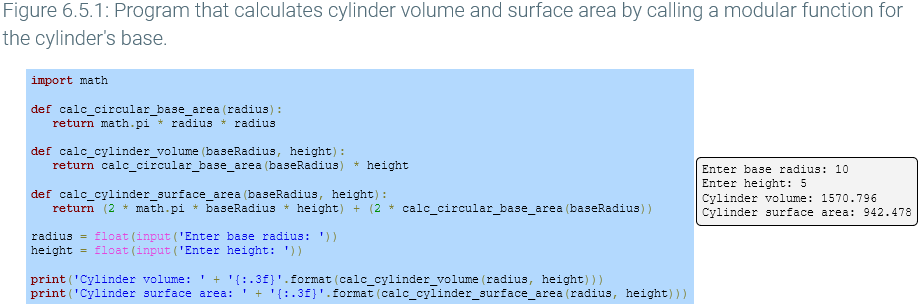 Figure 6.5.1: Program that calculates cylinder volume and surface area by calling a modular function for
the cylinder's base.
import math
def calc_circular_base_area(radius):
   return math.pi * radius * radius
def calc_cylinder_volume(baseRadius, height):
   return calc_circular_base_area(baseRadius) * height
def calc_cylinder_surface_area(baseRadius, height):
   return (2 * math.pi * baseRadius * height) + (2 * calc_circular_base_area(baseRadius))
radius = float(input('Enter base radius: '))
height = float(input('Enter height: '))
print('Cylinder volume: ' + '{:.3f}'.format(calc_cylinder_volume(radius, height)))
print('Cylinder surface area: ' + '{:.3f}'.format(calc_cylinder_surface_area(radius, height)))
Enter base radius: 10
Enter height: 5
Cylinder volume: 1570.796
Cylinder surface area: 942.478